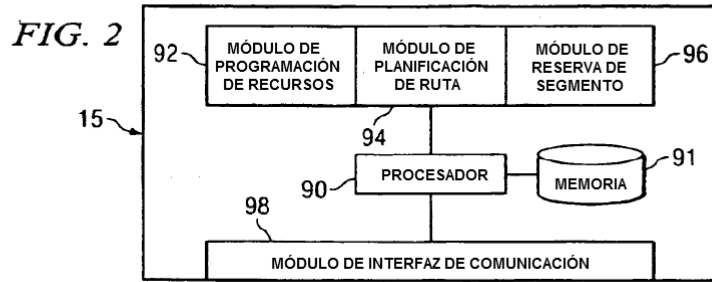 FIG. 2
92
MÓDULO DE
PROGRAMACIÓN
DE RECURSOS
MÓDULO DE
PLANIFICACIÓN
DE RUTA
MÓDULO DE
RESERVA DE
SEGMENTO
96
15
94
90
PROCESADOR
MEMORIA
91
98
MÓDULO DE INTERFAZ DE COMUNICACIÓN